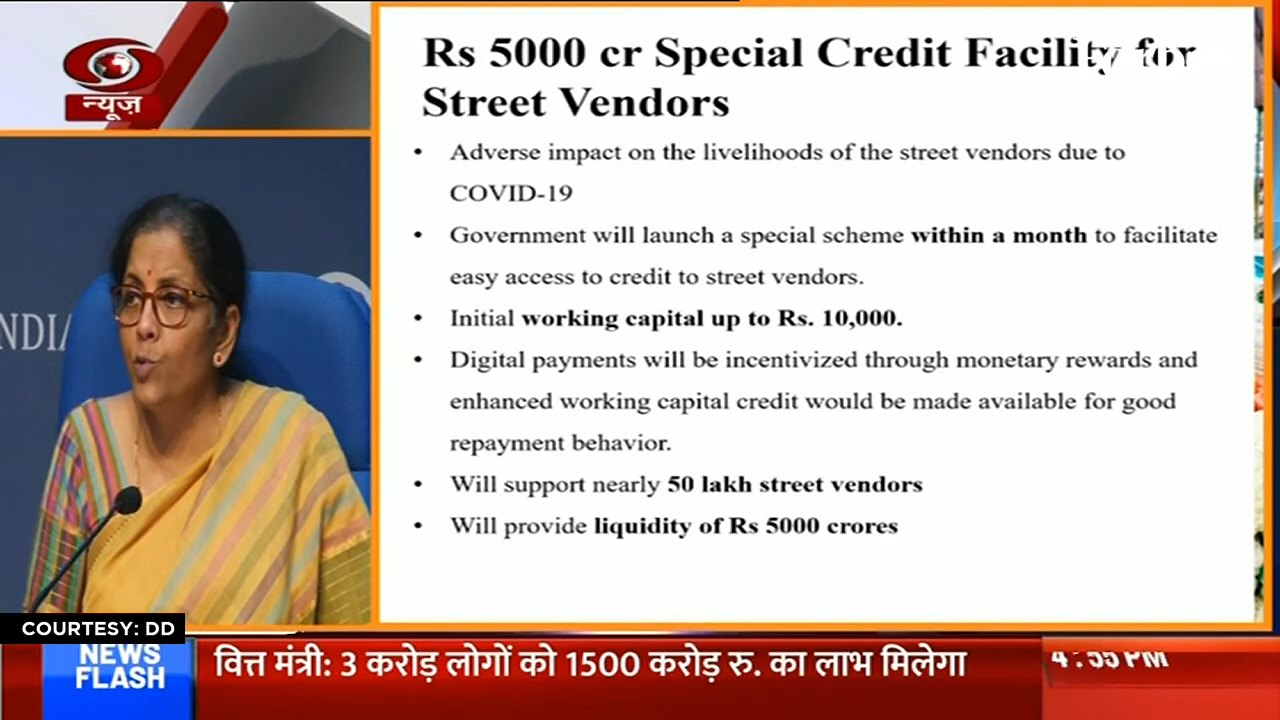 न्यूज़
Rs 5000 cr Special Credit Facility for
Street Vendors
• Adverse impact on the livelihoods of the street vendors due to
COVID-19
• Government will launch a special scheme within a month to facilitate
easy access to credit to street vendors.
• Initial working capital up to Rs. 10,000.
• Digital payments will be incentivized through monetary rewards and
enhanced working capital credit would be made available for good
repayment behavior.
• Will support nearly 50 lakh street vendors
• Will provide liquidity of Rs 5000 crores
NDIA
COURTESY: DD
NEWS
FLASH
वित्त मंत्री: 3 करोड़ लोगों को 1500 करोड़ रु. का लाभ मिलेगा
4:55 PM